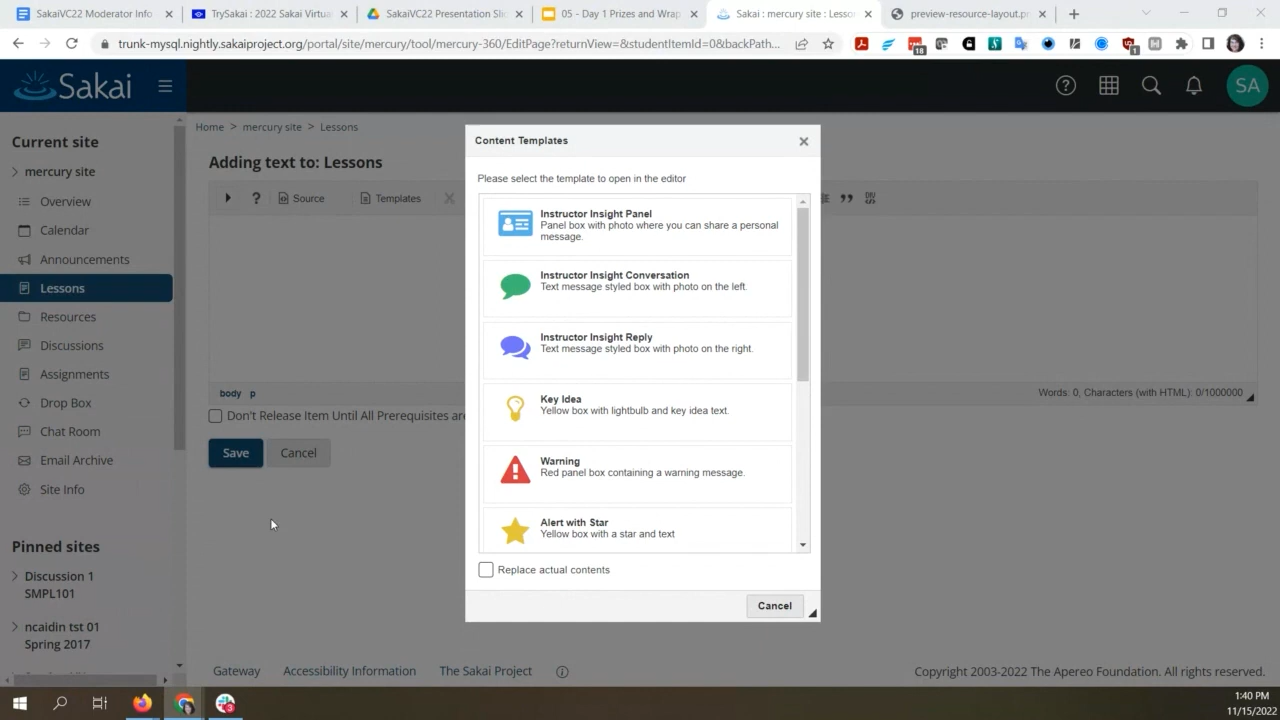 SakaiVC22 Moderator Info
TrySakai : 2022 Sakai Virtua
SakaiVC22 Presentation Slid
05 - Day 1 Prizes and Wrap
Sakai : mercury site : Lesso
preview-resource-layout.p
trunk-mysql.nightly.sakaiproject.org/portal/site/mercury/tool/mercury-360/EditPage?returnView=&studentItemId=0&backPath...
18
1
Sakai
SA
Current site
mercury site
Overview
Calendar
Announcements
Lessons
Resources
Discussions
Assignments
Drop Box
Chat Room
Email Archive
Site Info
Pinned sites
Discussion 1
SMPL101
ncaidin tst 01
Spring 2017
Home > mercury site > Lessons
Adding text to: Lessons
? Source Templates
body p
Words: 0, Characters (with HTML): 0/1000000
Don't Release Item Until All Prerequisites are
Save Cancel
Content Templates
Please select the template to open in the editor
Instructor Insight Panel
Panel box with photo where you can share a personal
message.
Instructor Insight Conversation
Text message styled box with photo on the left.
Instructor Insight Reply
Text message styled box with photo on the right.
Key Idea
Yellow box with lightbulb and key idea text.
Warning
Red panel box containing a warning message.
Alert with Star
Yellow box with a star and text
Replace actual contents
Cancel
Gateway Accessibility Information The Sakai Project
Copyright 2003-2022 The Apereo Foundation. All rights reserved.
3
1:40 PM
11/15/2022